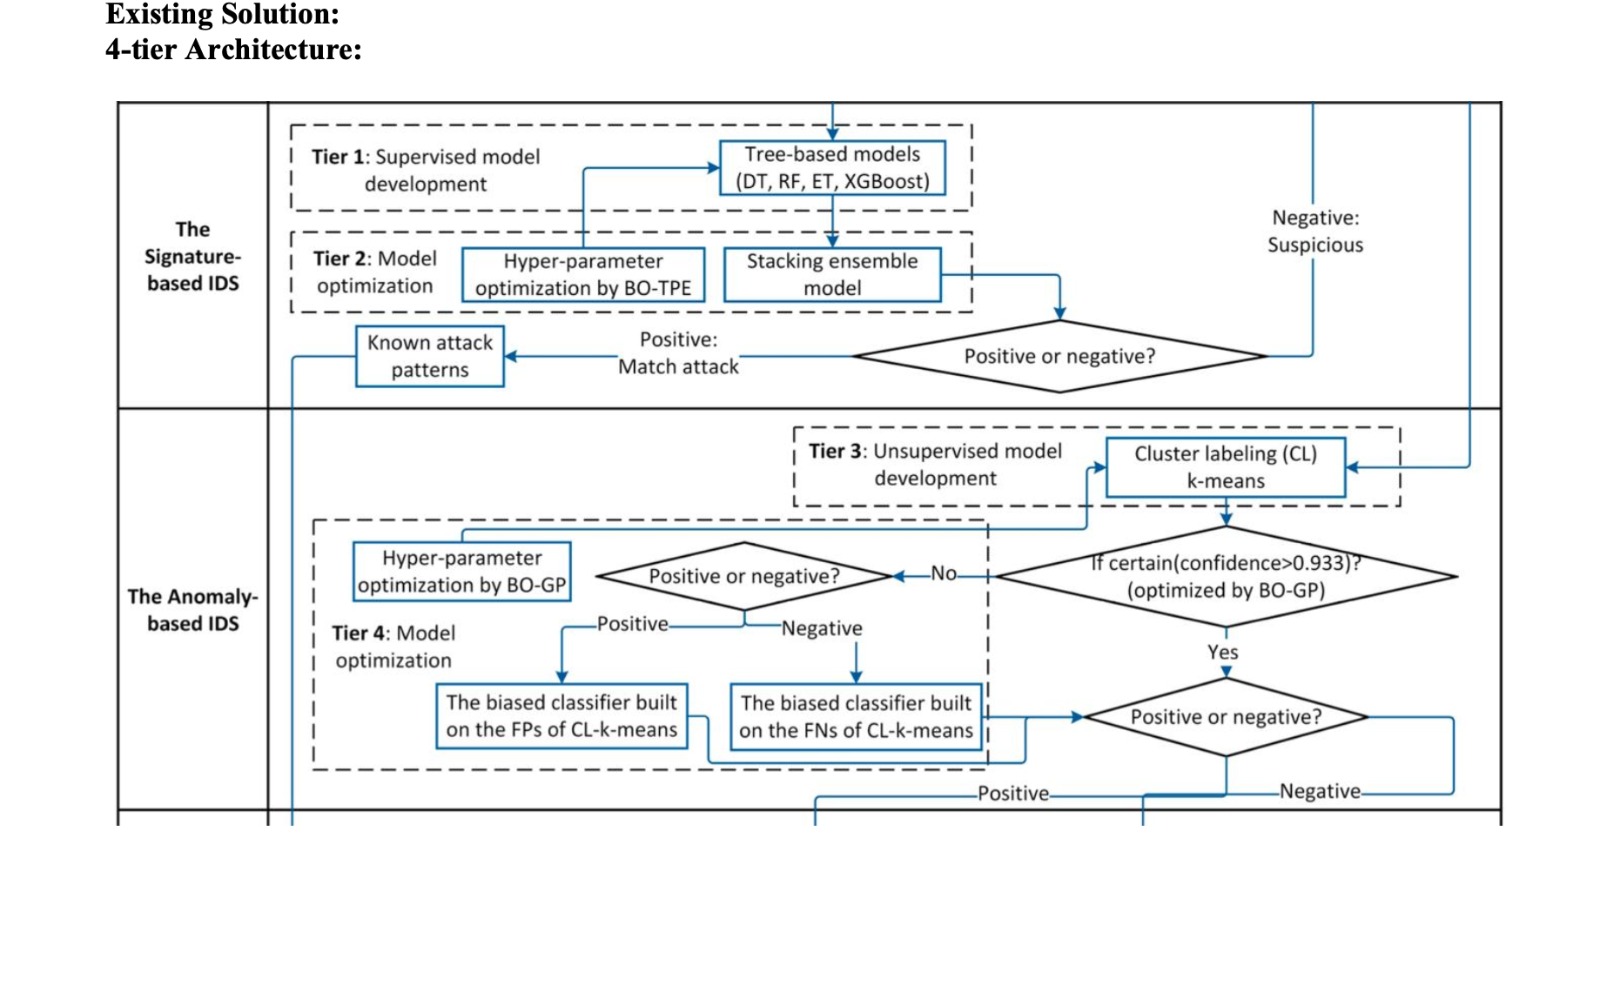 Existing Solution:
4-tier Architecture:
The
Signature-
based IDS
Tier 1: Supervised model
development
Tree-based models
(DT, RF, ET, XGBoost)
Tier 2: Model
optimization
Hyper-parameter
optimization by BO-TPE
Stacking ensemble
model
Negative:
Suspicious
Known attack
patterns
Positive:
Match attack
Positive or negative?
The Anomaly-
based IDS
Tier 3: Unsupervised model
development
Cluster labeling (CL)
k-means
Hyper-parameter
optimization by BO-GP
Positive or negative?
No
If certain(confidence>0.933)?
(optimized by BO-GP)
Tier 4: Model
optimization
Positive
Negative
Yes
The biased classifier built
on the FPs of CL-k-means
The biased classifier built
on the FNs of CL-k-means
Positive or negative?
Positive
Negative